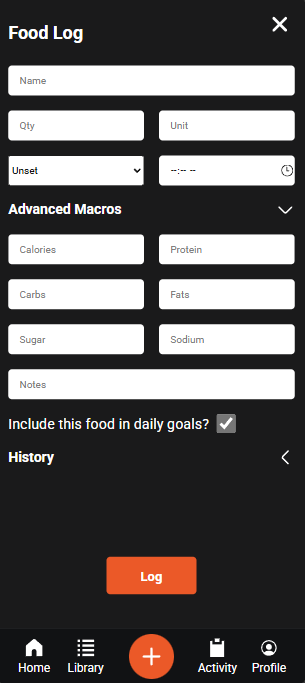 Food Log
Name
Qty Unit
Unset --:-- --
Advanced Macros
Calories Protein
Carbs Fats
Sugar Sodium
Notes
Include this food in daily goals?
History
Log
Home Library Activity Profile